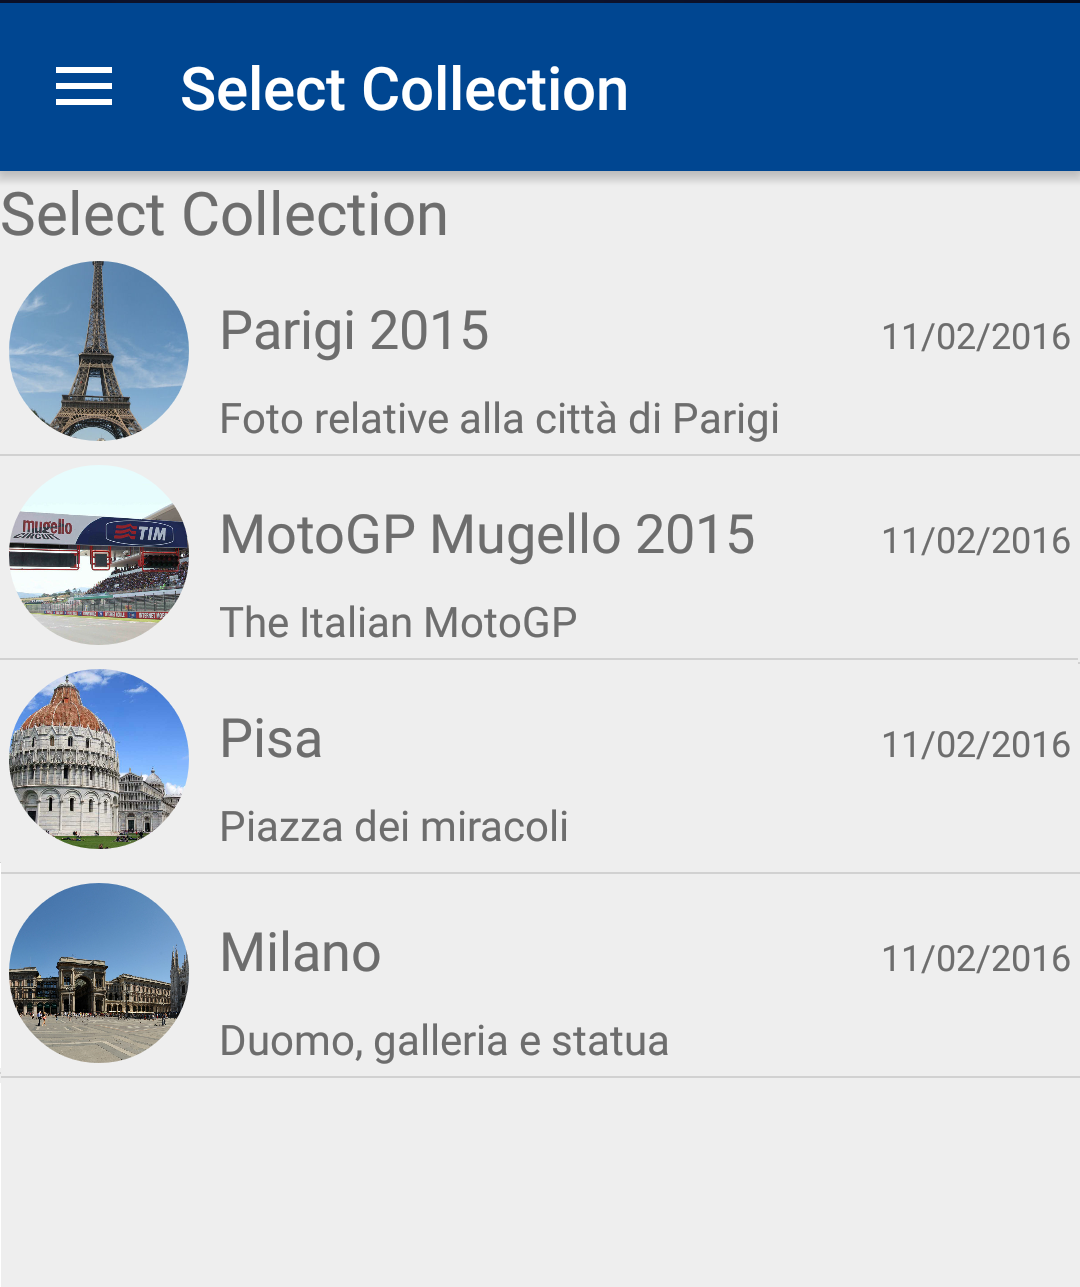 Select Collection
Select Collection
Parigi 2015
11/02/2016
Foto relative alla città di Parigi
mugello
CIRCUIT
TIM
MotoGP Mugello 2015
11/02/2016
The Italian MotoGP
Pisa
11/02/2016
Piazza dei miracoli
Milano
11/02/2016
Duomo, galleria e statua